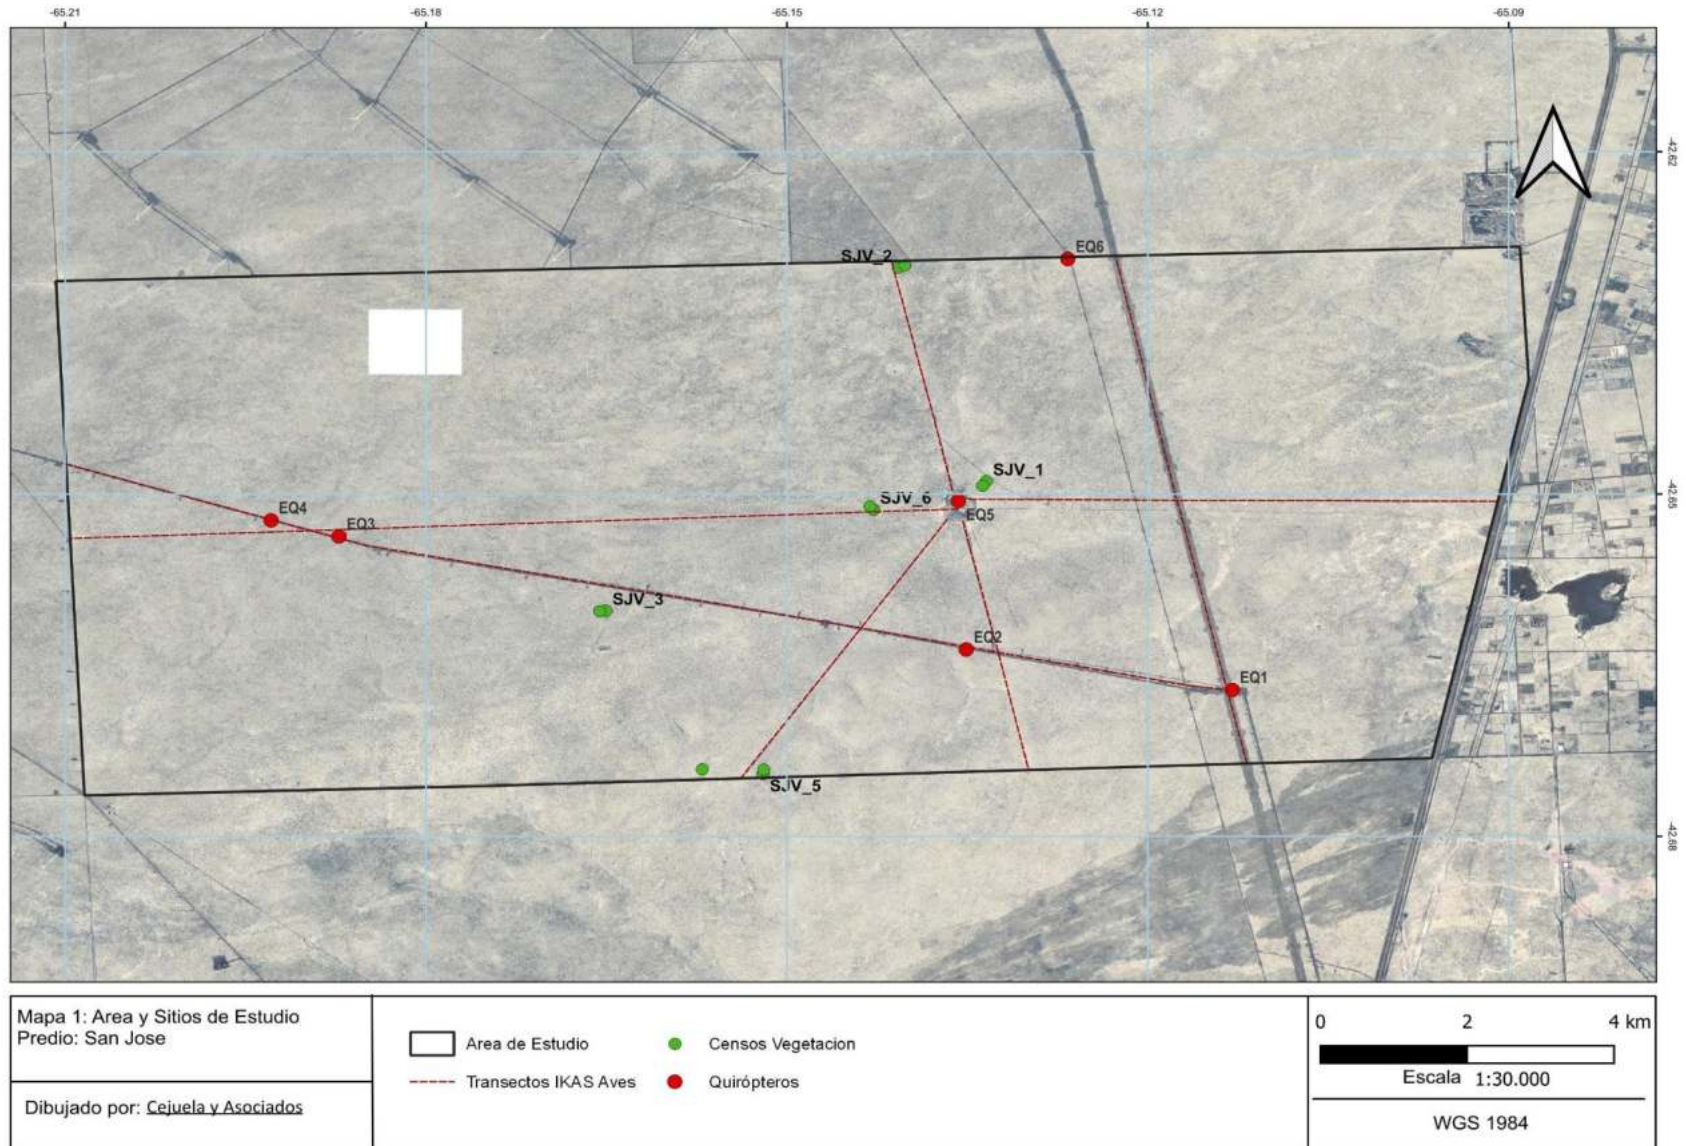 -65.21 -65.18 -65.15 -65.12 -65.09
-42.62
SJV_2
EQ6
SJV_1
SJV_6
-42.65
EQ4
EQ5
EQ3
SJV_3
EQ2
EQ1
SJV_5
-42.68
Mapa 1: Area y Sitios de Estudio
Predio: San Jose
Dibujado por: Cejuela y Asociados
Area de Estudio
Censos Vegetacion
Transectos IKAS Aves
Quirópteros
0 2 4 km
Escala 1:30.000
WGS 1984